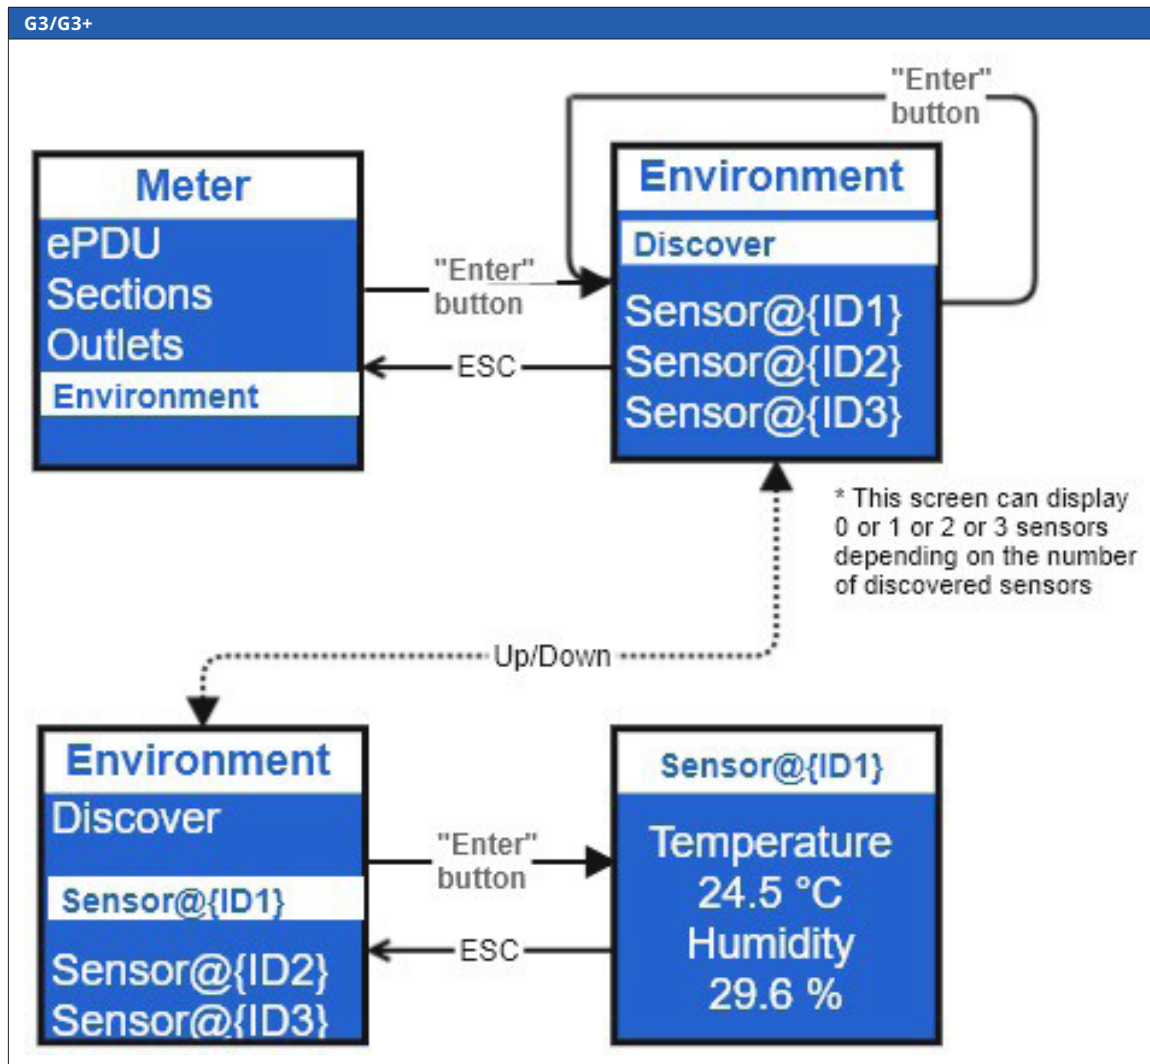 G3/G3+
"Enter"
button
Meter
ePDU
Sections
Outlets
Environment
"Enter"
button
ESC
Environment
Discover
Sensor@{ID1}
Sensor@{ID2}
Sensor@{ID3}
* This screen can display
0 or 1 or 2 or 3 sensors
depending on the number
of discovered sensors
Up/Down
Environment
Discover
Sensor@{ID1}
Sensor@{ID2}
Sensor@{ID3}
"Enter"
button
ESC
Sensor@{ID1}
Temperature
24.5 °C
Humidity
29.6 %